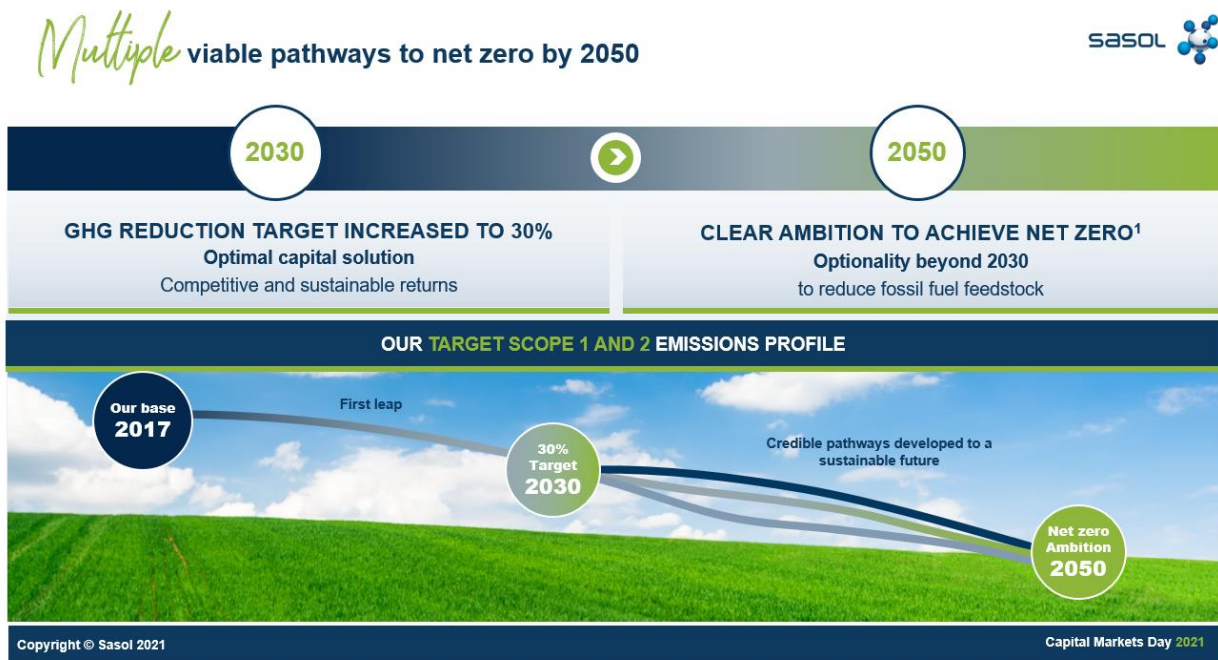 Multiple viable pathways to net zero by 2050
sasol
2030
2050
GHG REDUCTION TARGET INCREASED TO 30%
Optimal capital solution
Competitive and sustainable returns
CLEAR AMBITION TO ACHIEVE NET ZERO¹
Optionality beyond 2030
to reduce fossil fuel feedstock
OUR TARGET SCOPE 1 AND 2 EMISSIONS PROFILE
Our base
2017
First leap
30%
Target
2030
Credible pathways developed to a
sustainable future
Net zero
Ambition
2050
Copyright © Sasol 2021
Capital Markets Day 2021